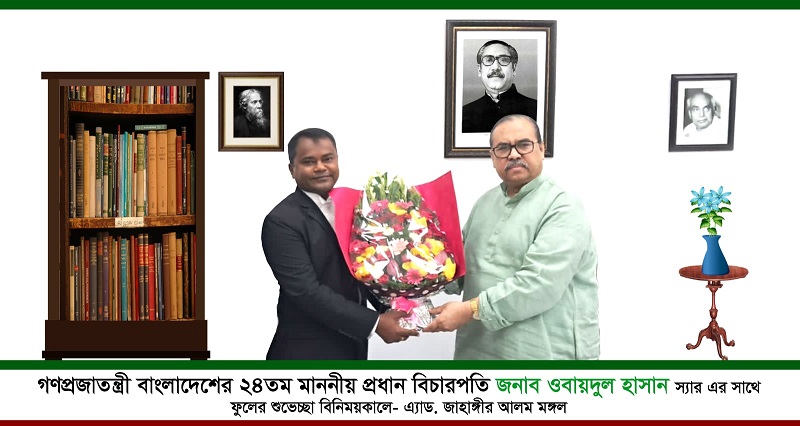 গণপ্রজাতন্ত্রী বাংলাদেশের ২৪তম মাননীয় প্রধান বিচারপতি জনাব ওবায়দুল হাসান স্যার এর সাথে
ফুলের শুভেচ্ছা বিনিময়কালে- এ্যাড. জাহাঙ্গীর আলম মঙ্গল